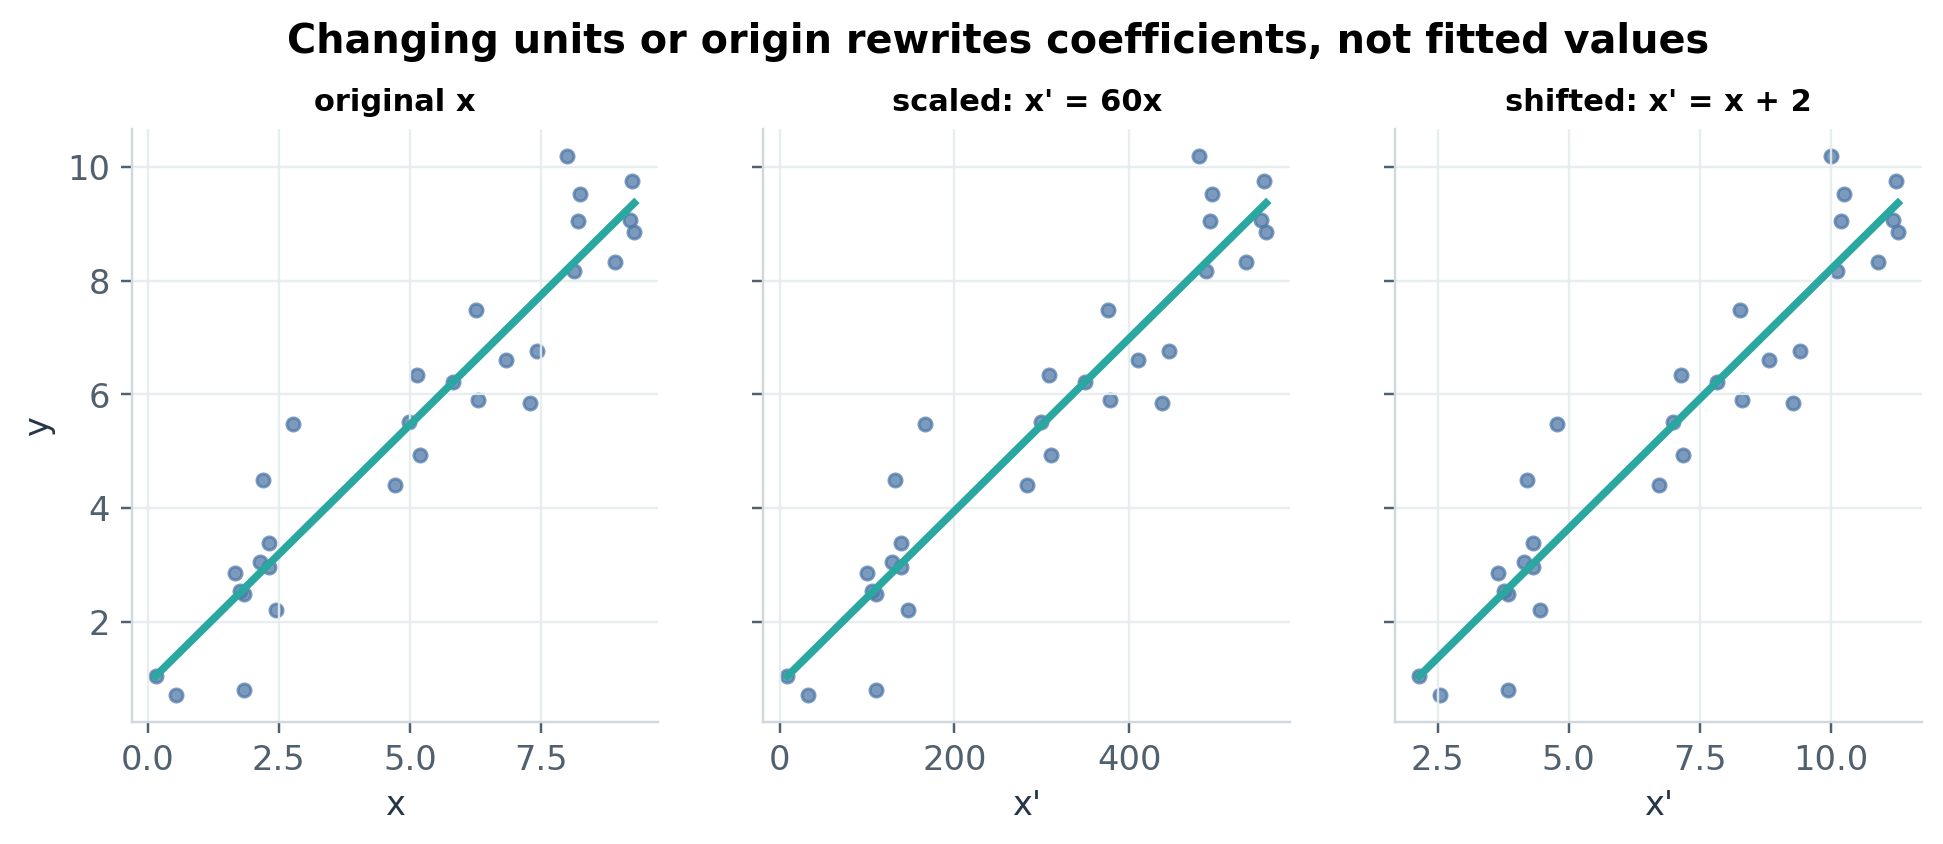 Changing units or origin rewrites coefficients, not fitted values
original x
scaled: x' = 60x
shifted: x' = x + 2
10
8
6
4
2
y
0.0 2.5 5.0 7.5
0 200 400
2.5 5.0 7.5 10.0
x
x'
x'